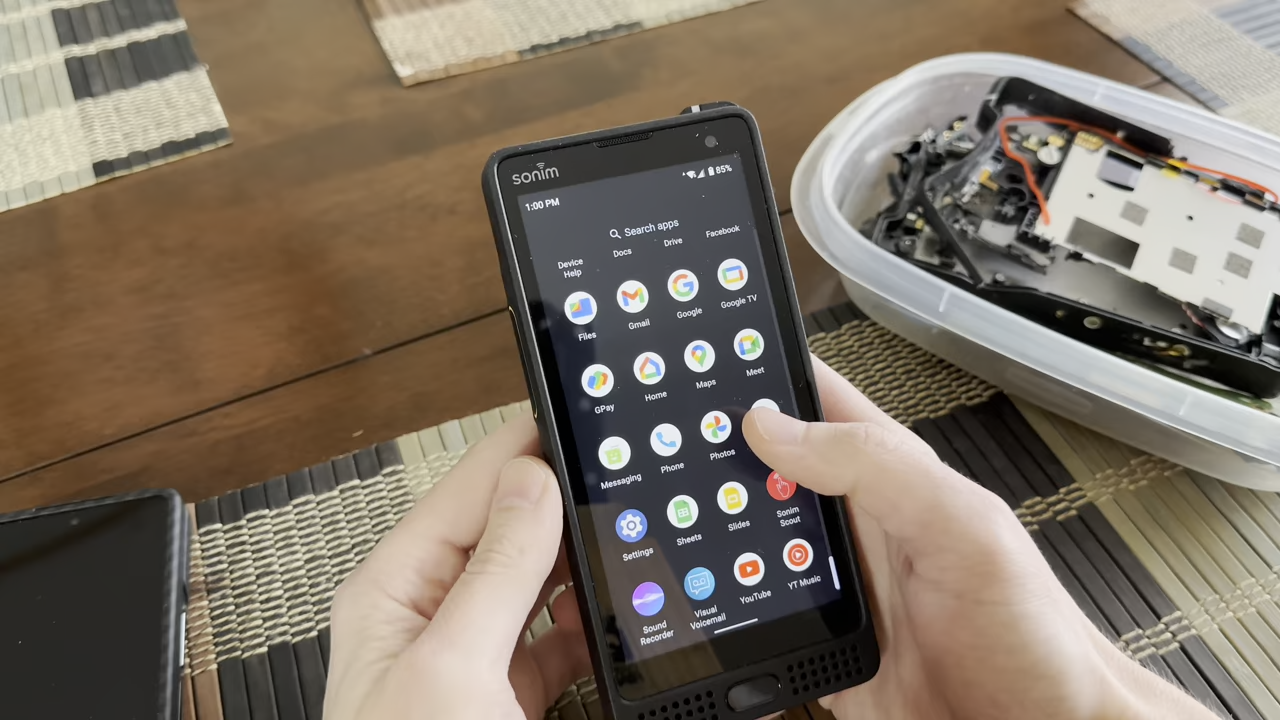 sonim
1:00 PM
85%
Search apps
Device Help
Docs
Drive
Facebook
Files
Gmail
Google
Google TV
GPay
Home
Maps
Meet
Messaging
Phone
Photos
Settings
Sheets
Slides
Sonim Scout
Sound Recorder
Visual Voicemail
YouTube
YT Music